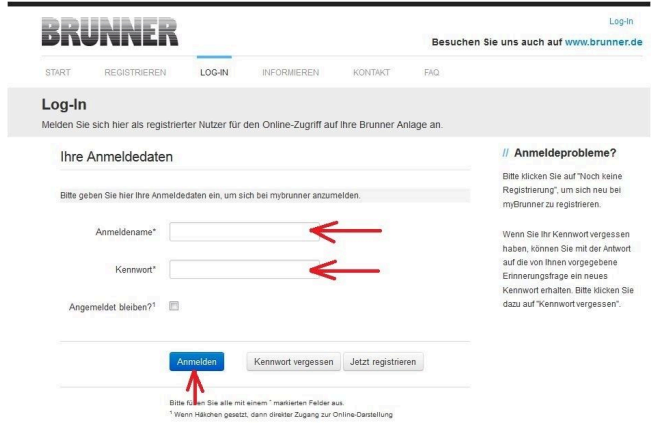 Log-In
BRUNNER
Besuchen Sie uns auch auf www.brunner.de
START REGISTRIEREN LOG-IN INFORMIEREN KONTAKT FAQ
Log-In
Melden Sie sich hier als registrierter Nutzer für den Online-Zugriff auf Ihre Brunner Anlage an.
Ihre Anmeldedaten
Bitte geben Sie hier Ihre Anmeldedaten ein, um sich bei mybrunner anzumelden.
Anmeldename*
Kennwort*
Angemeldet bleiben?¹
Anmelden Kennwort vergessen Jetzt registrieren
Bitte füllen Sie alle mit einem * markierten Felder aus.
¹ Wenn Häkchen gesetzt, dann direkter Zugang zur Online-Darstellung
// Anmeldeprobleme?
Bitte klicken Sie auf "Noch keine
Registrierung", um sich neu bei
myBrunner zu registrieren.
Wenn Sie Ihr Kennwort vergessen
haben, können Sie mit der Antwort
auf die von Ihnen vorgegebene
Erinnerungsfrage ein neues
Kennwort erhalten. Bitte klicken Sie
dazu auf "Kennwort vergessen".